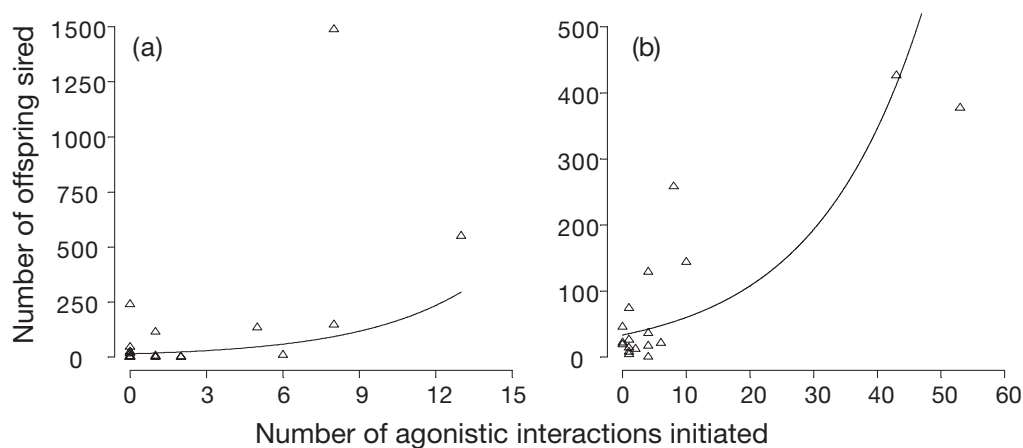 Number of offspring sired
(a)
1500
1250
1000
750
500
250
0
0 3 6 9 12 15
(b)
500
400
300
200
100
0
0 10 20 30 40 50 60
Number of agonistic interactions initiated